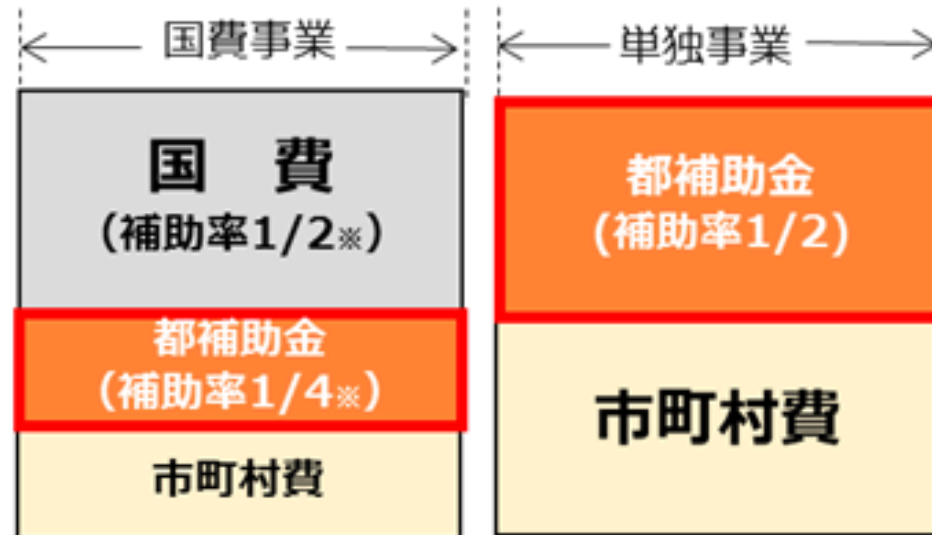 国費事業
国　費
（補助率1/2※）
都補助金
（補助率1/4※）
市町村費
単独事業
都補助金
(補助率1/2)
市町村費